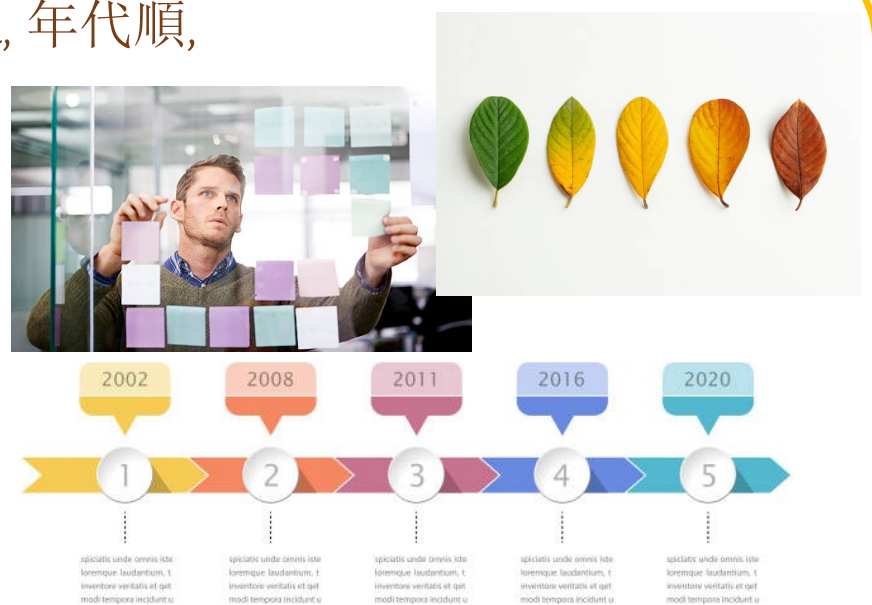 , 年代順,
2002
2008
2011
2016
2020
1
2
3
4
5
spiciatis unde omnis iste
loremque laudantium, t
inventore veritatis et qet
modi tempora incidunt u
spiciatis unde omnis iste
loremque laudantium, t
inventore veritatis et qet
modi tempora incidunt u
spiciatis unde omnis iste
loremque laudantium, t
inventore veritatis et qet
modi tempora incidunt u
spiciatis unde omnis iste
loremque laudantium, t
inventore veritatis et qet
modi tempora incidunt u
spiciatis unde omnis iste
loremque laudantium, t
inventore veritatis et qet
modi tempora incidunt u